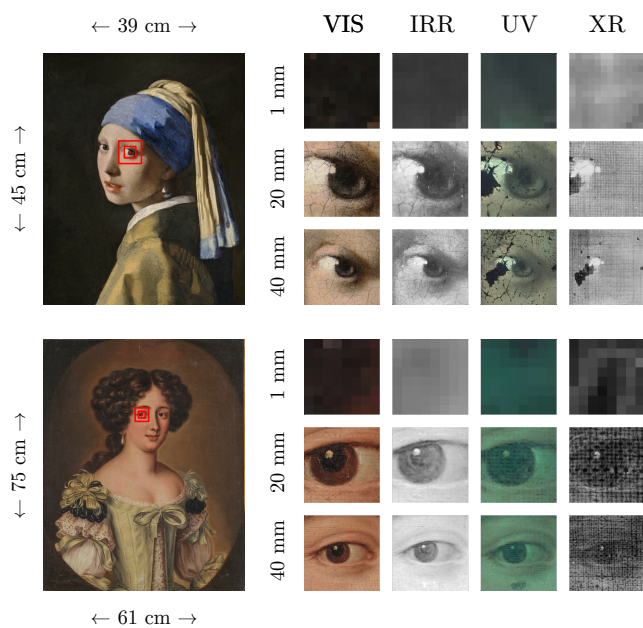 ← 39 cm →
VIS IRR UV XR
← 45 cm →
1 mm
20 mm
40 mm
← 75 cm →
1 mm
20 mm
40 mm
← 61 cm →